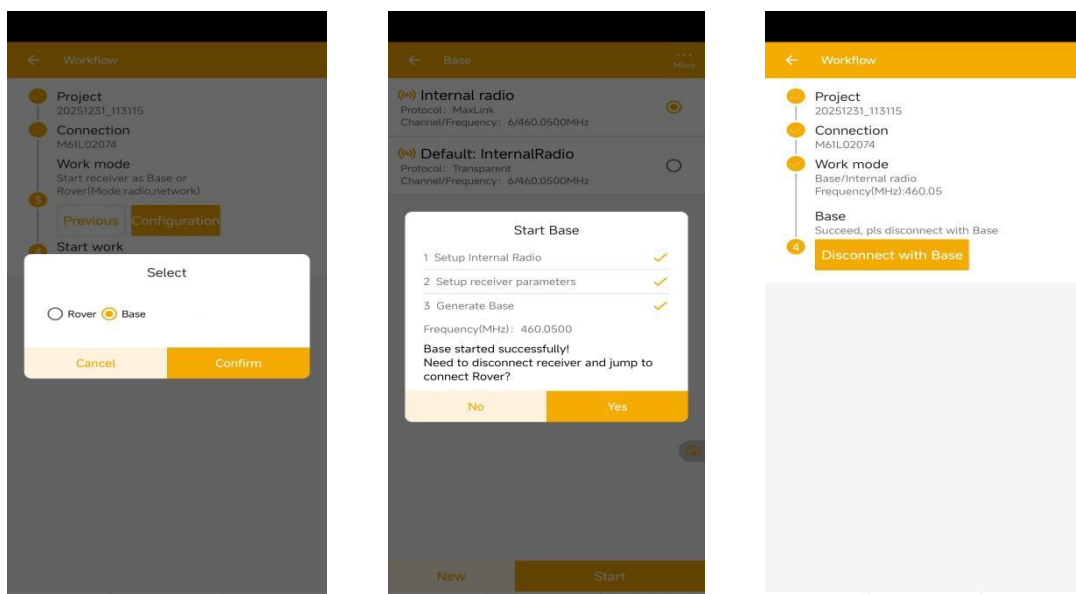 Workflow
Project
20251231_113115
Connection
M61L02074
Work mode
Start receiver as Base or
Rover(Mode:radio,network)
3
Previous Configuration
4 Start work
Select
Rover Base
Cancel Confirm
Base
More
Internal radio
Protocol: MaxLink
Channel/Frequency: 6/460.0500MHz
Default: InternalRadio
Protocol: Transparent
Channel/Frequency: 6/460.0500MHz
Start Base
1 Setup Internal Radio
2 Setup receiver parameters
3 Generate Base
Frequency(MHz): 460.0500
Base started successfully!
Need to disconnect receiver and jump to
connect Rover?
No Yes
New Start
Workflow
Project
20251231_113115
Connection
M61L02074
Work mode
Base/Internal radio
Frequency(MHz):460.05
Base
Succeed, pls disconnect with Base
4 Disconnect with Base